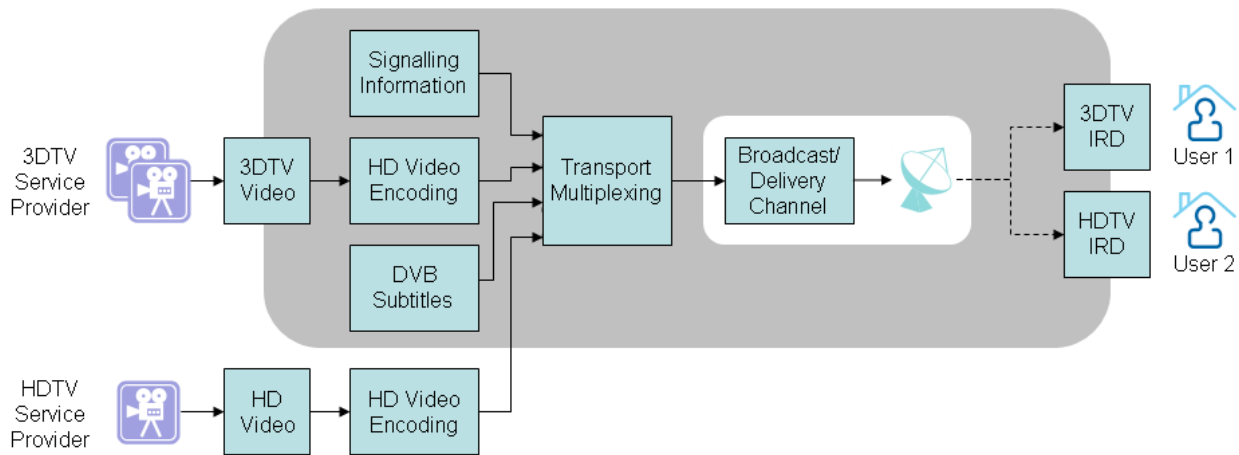 3DTV
Service
Provider
3DTV
Video
Signalling
Information
HD Video
Encoding
DVB
Subtitles
Transport
Multiplexing
Broadcast/
Delivery
Channel
3DTV
IRD
User 1
HDTV
IRD
User 2
HDTV
Service
Provider
HD
Video
HD Video
Encoding